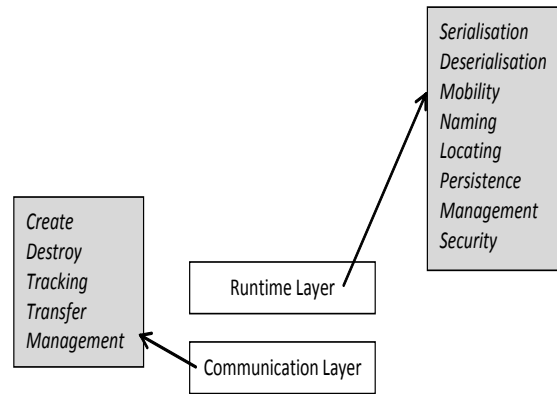 Serialisation
Deserialisation
Mobility
Naming
Locating
Persistence
Management
Security
Create
Destroy
Tracking
Transfer
Management
Runtime Layer
Communication Layer